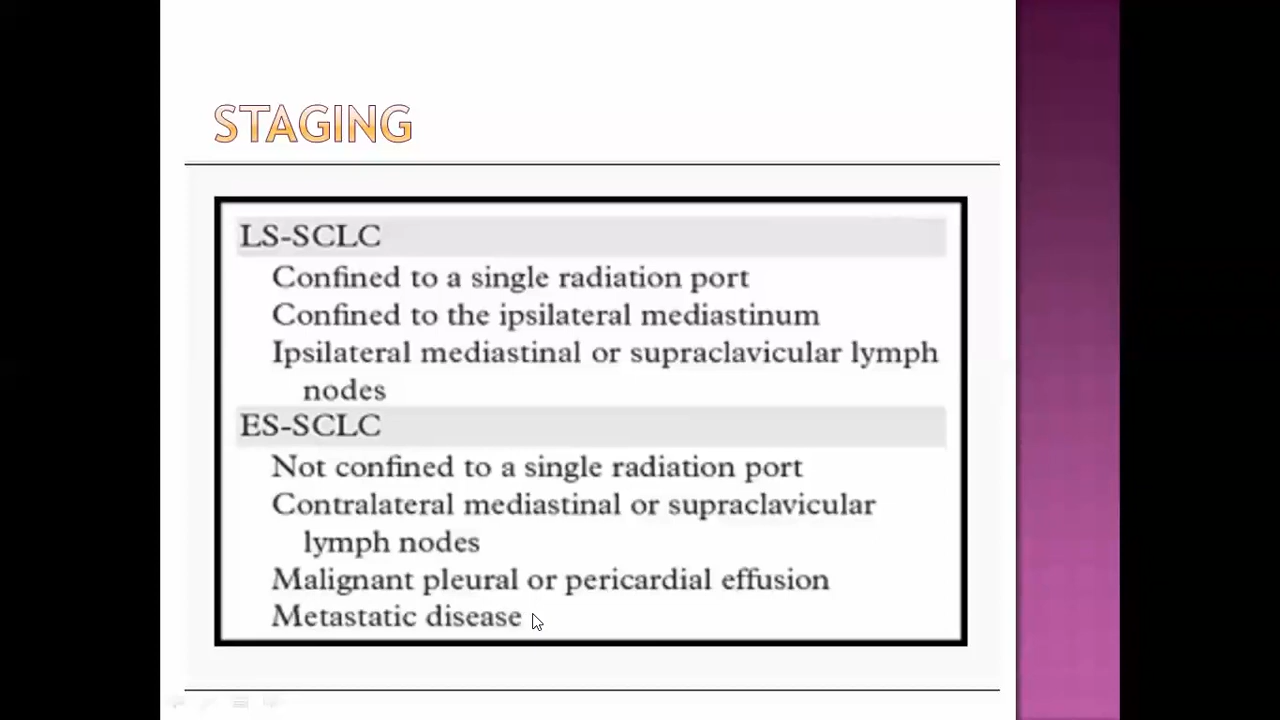 STAGING
LS-SCLC
Confined to a single radiation port
Confined to the ipsilateral mediastinum
Ipsilateral mediastinal or supraclavicular lymph
nodes
ES-SCLC
Not confined to a single radiation port
Contralateral mediastinal or supraclavicular
lymph nodes
Malignant pleural or pericardial effusion
Metastatic disease